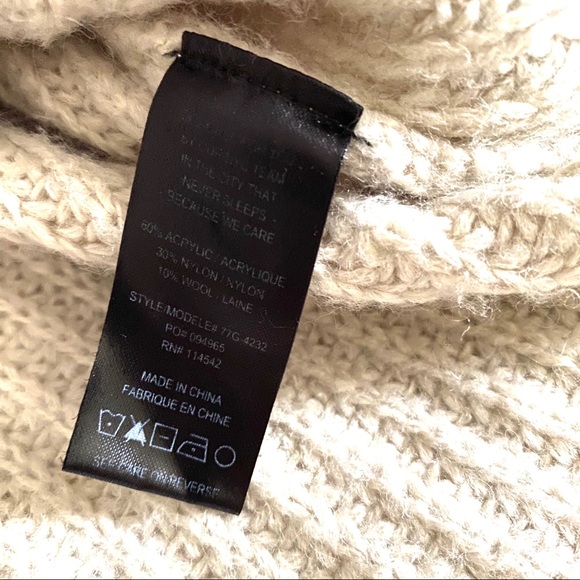 TEAM
IN THE CITY THAT
NEVER SLEEPS -
BECAUSE WE CARE
60% ACRYLIC / ACRYLIQUE
30% NYLON / NYLON
10% WOOL / LAINE
STYLE/MODELE# 77G-4232
PO# 094965
RN# 114542
MADE IN CHINA
FABRIQUE EN CHINE
SEE CARE ON REVERSE